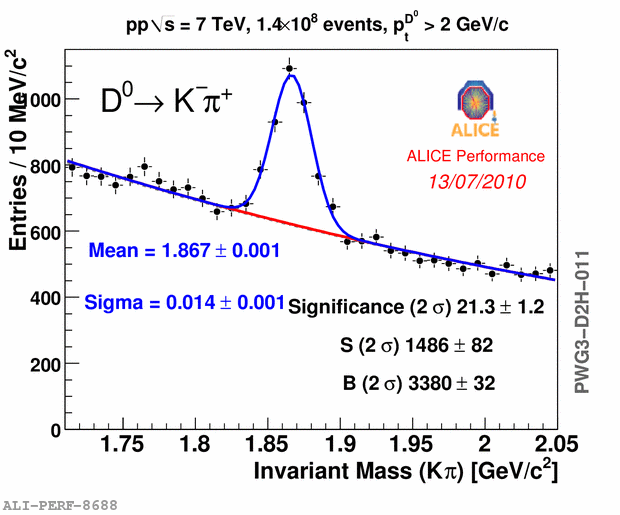 pp√s = 7 TeV, 1.4×10⁸ events, pₜᴰ⁰ > 2 GeV/c
Entries / 10 MeV/c²
D⁰→ K⁻π⁺
ALICE
ALICE Performance
13/07/2010
Mean = 1.867 ± 0.001
Sigma = 0.014 ± 0.001
Significance (2 σ) 21.3 ± 1.2
S (2 σ) 1486 ± 82
B (2 σ) 3380 ± 32
PWG3-D2H-011
1000
800
600
400
200
0
1.75 1.8 1.85 1.9 1.95 2 2.05
Invariant Mass (Kπ) [GeV/c²]
ALI-PERF-8688